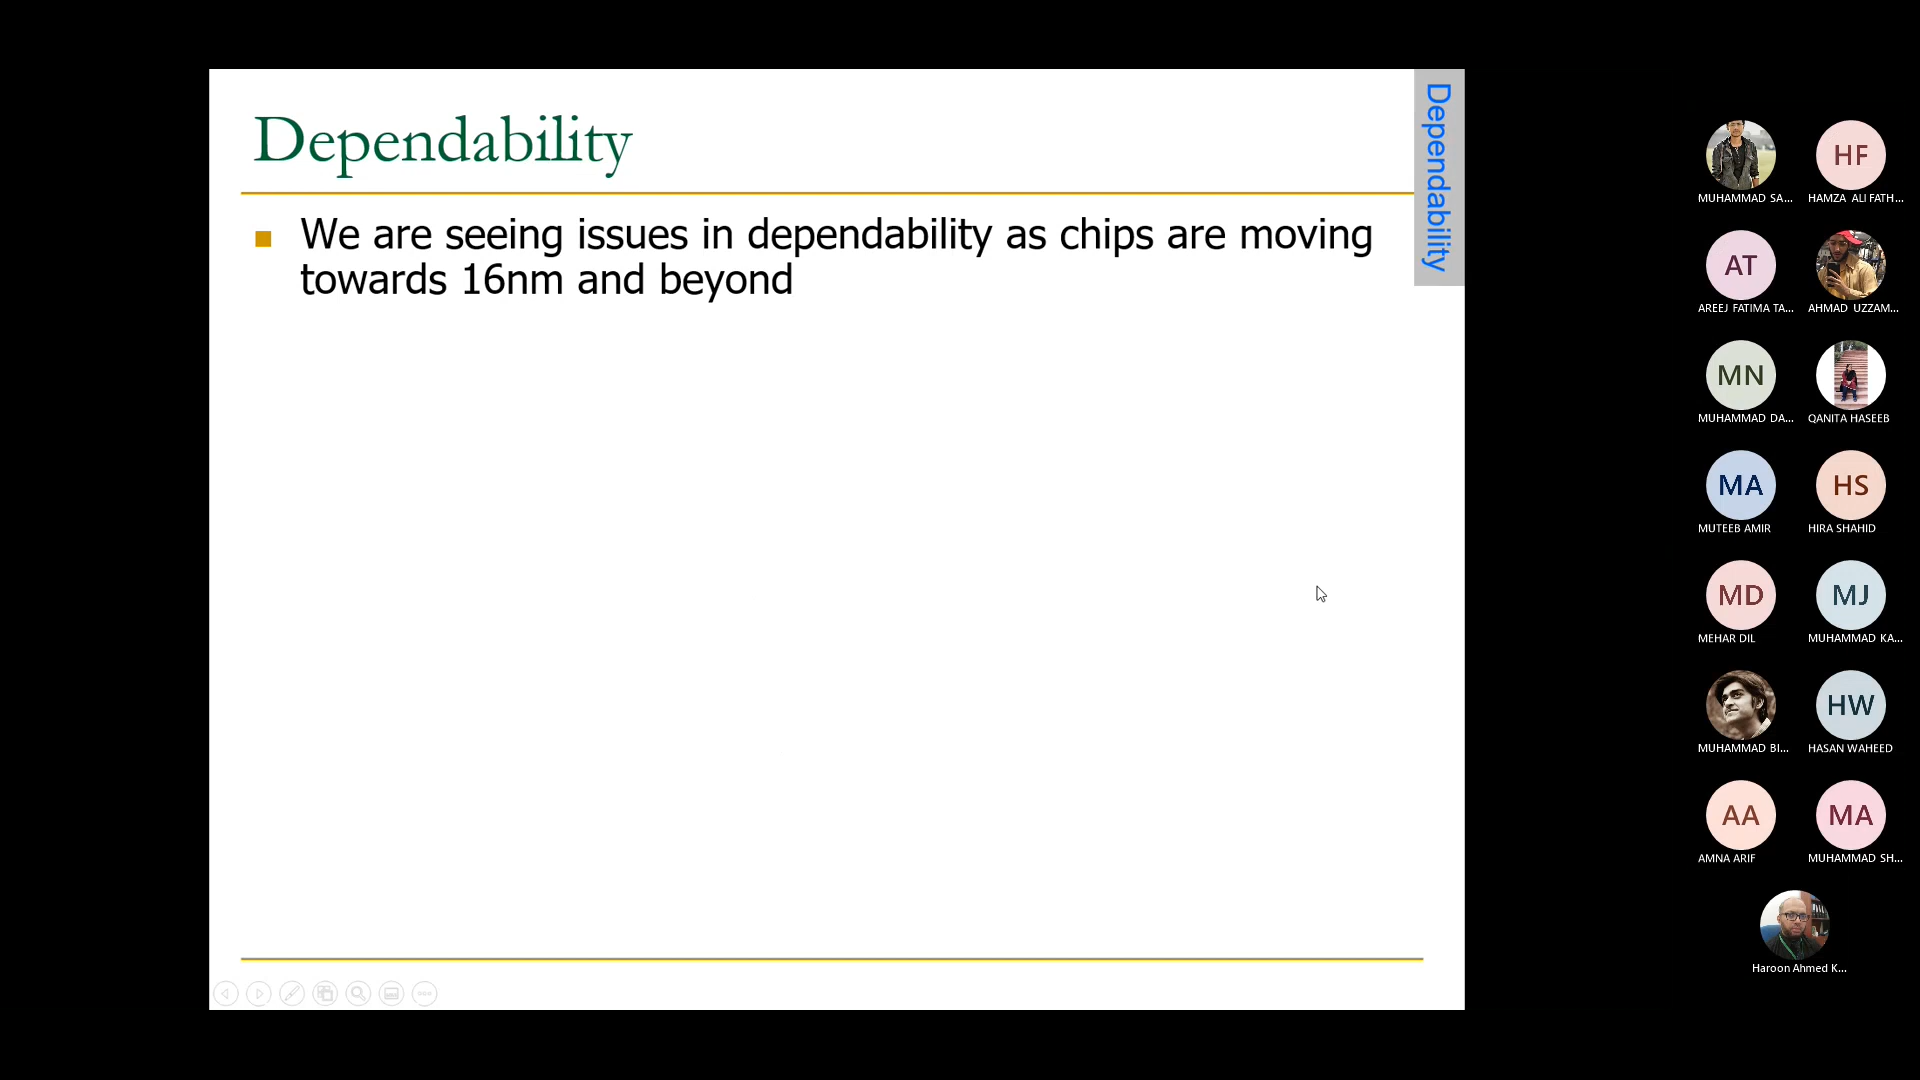 Dependability
Dependability
We are seeing issues in dependability as chips are moving
towards 16nm and beyond
MUHAMMAD SA...
HF
HAMZA ALI FATH...
AT
AREEJ FATIMA TA...
AHMAD UZZAM...
MN
MUHAMMAD DA...
QANITA HASEEB
MA
MUTEEB AMIR
HS
HIRA SHAHID
MD
MEHAR DIL
MJ
MUHAMMAD KA...
MUHAMMAD BI...
HW
HASAN WAHEED
AA
AMNA ARIF
MA
MUHAMMAD SH...
Haroon Ahmed K...